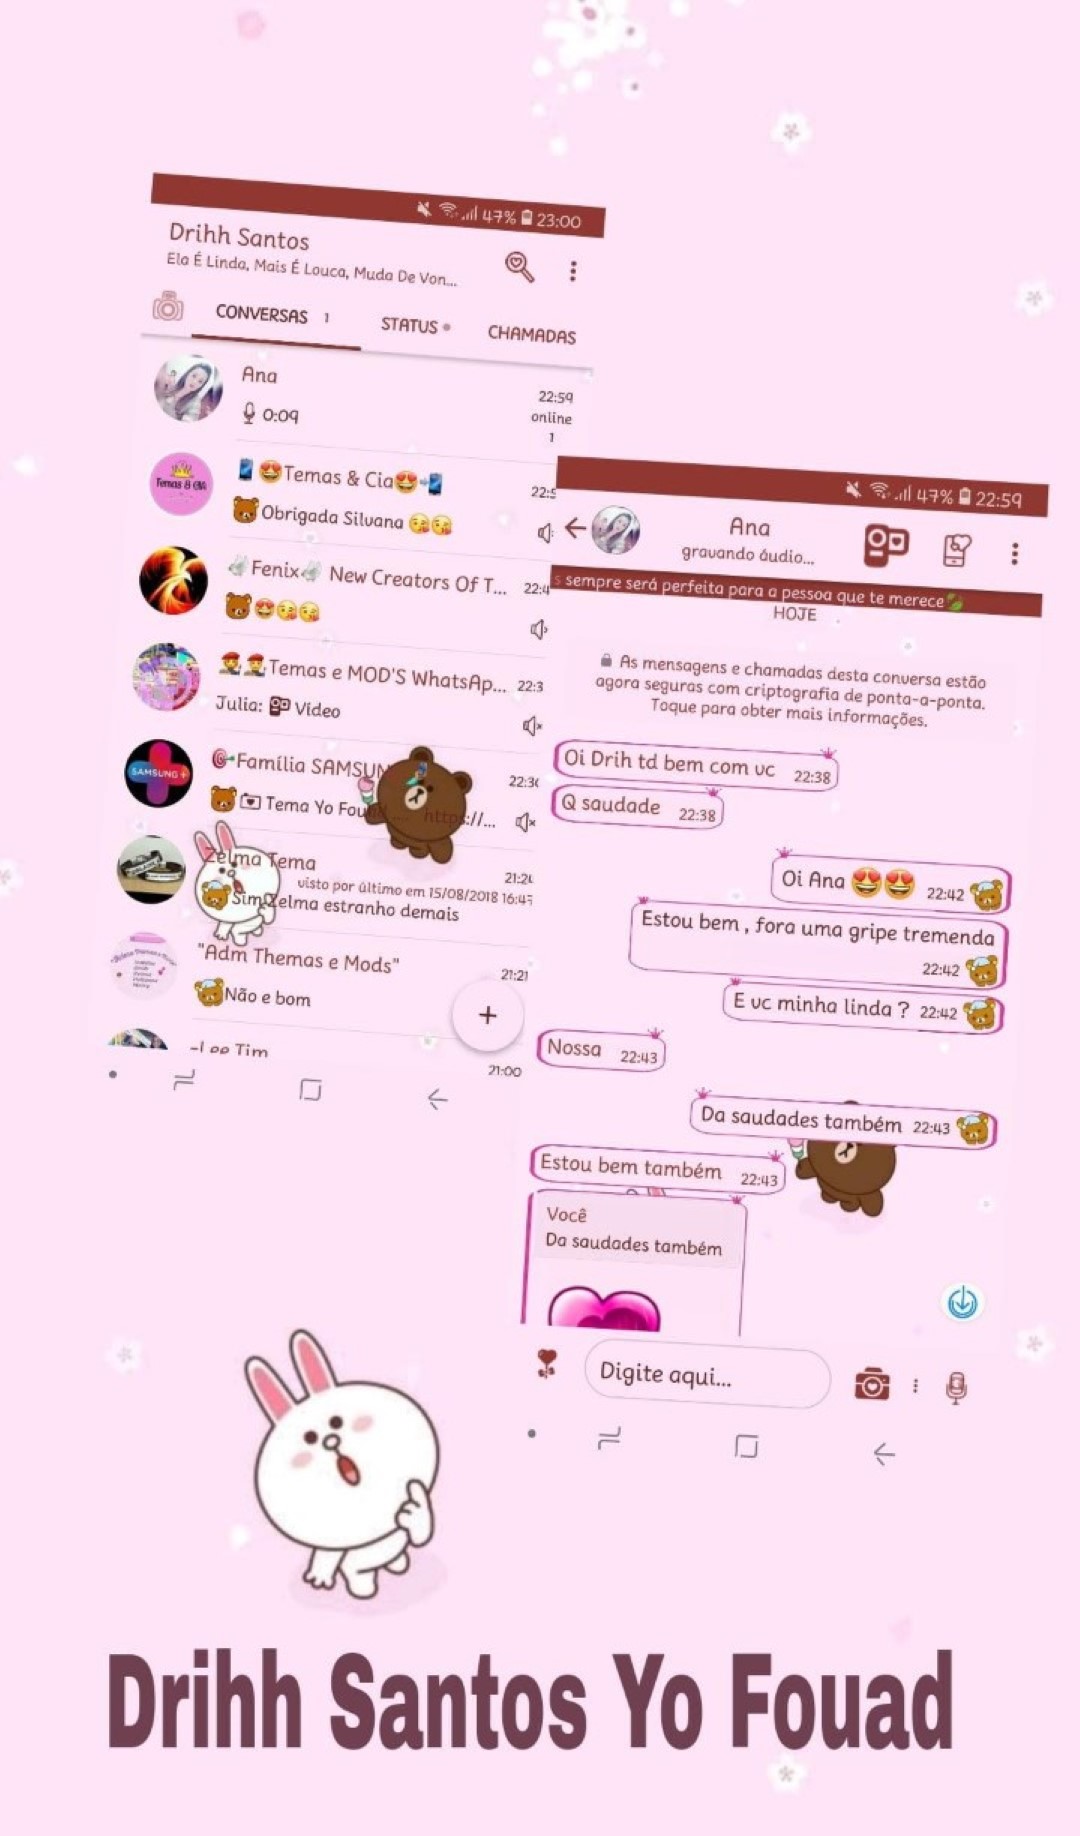 47% 23:00
Drihh Santos
Ela É Linda, Mais É Louca, Muda De Von...
CONVERSAS 1 STATUS CHAMADAS
Ana
22:59
0:09
online
1
Temas & Cia
Temas & CIA
Obrigada Siluana
Fenix New Creators Of T...
22:4
Temas e MOD'S WhatsAp...
22:3
Julia: Vídeo
Família SAMSUN
22:30
SAMSUNG +
Tema Yo Fou... https://...
Zelma Tema
21:20
visto por último em 15/08/2018 16:45
Sim Zelma estranho demais
"Adm Themas e Mods"
21:21
Não e bom
+
~Lee Tim
21:00
47% 22:59
Ana
gravando áudio...
s sempre será perfeita para a pessoa que te merece
HOJE
As mensagens e chamadas desta conversa estão
agora seguras com criptografia de ponta-a-ponta.
Toque para obter mais informações.
Oi Drih td bem com vc 22:38
Q saudade 22:38
Oi Ana 😍😍 22:42
Estou bem , fora uma gripe tremenda
22:42
E vc minha linda ? 22:42
Nossa 22:43
Da saudades também 22:43
Estou bem também 22:43
Você
Da saudades também
Digite aqui...
Drihh Santos Yo Fouad